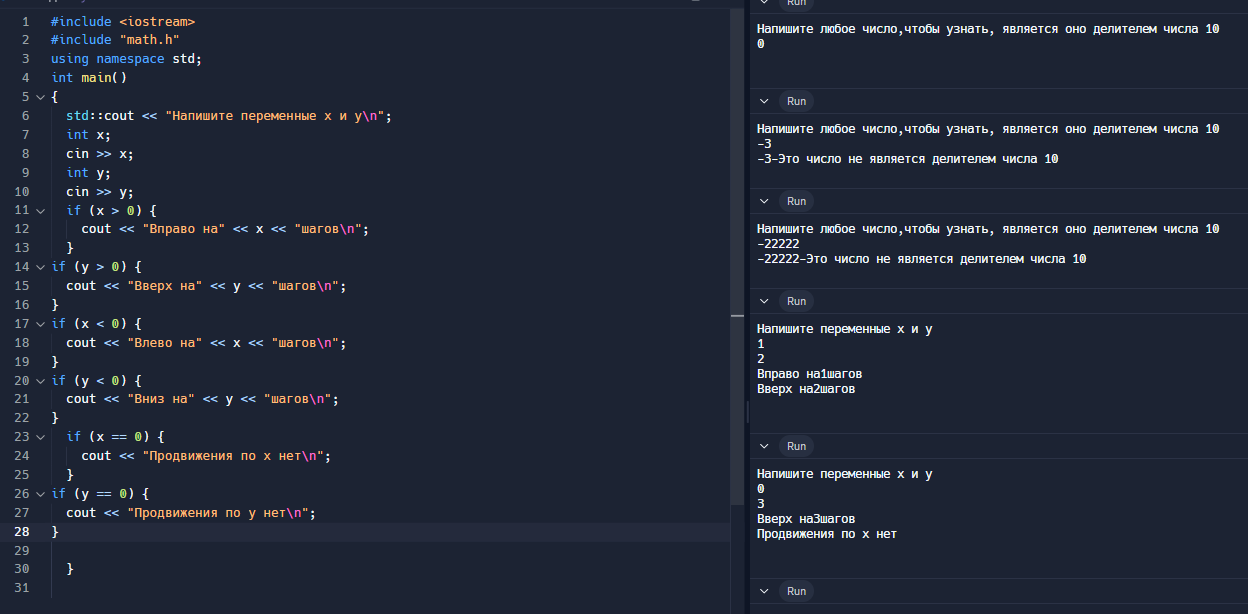 1 #include <iostream>
2 #include "math.h"
3 using namespace std;
4 int main()
5 {
6 std::cout << "Напишите переменные x и y\n";
7 int x;
8 cin >> x;
9 int y;
10 cin >> y;
11 if (x > 0) {
12 cout << "Вправо на" << x << "шагов\n";
13 }
14 if (y > 0) {
15 cout << "Вверх на" << y << "шагов\n";
16 }
17 if (x < 0) {
18 cout << "Влево на" << x << "шагов\n";
19 }
20 if (y < 0) {
21 cout << "Вниз на" << y << "шагов\n";
22 }
23 if (x == 0) {
24 cout << "Продвижения по x нет\n";
25 }
26 if (y == 0) {
27 cout << "Продвижения по y нет\n";
28 }
29
30 }
31
Run
Напишите любое число,чтобы узнать, является оно делителем числа 10
0
Run
Напишите любое число,чтобы узнать, является оно делителем числа 10
-3
-3-Это число не является делителем числа 10
Run
Напишите любое число,чтобы узнать, является оно делителем числа 10
-22222
-22222-Это число не является делителем числа 10
Run
Напишите переменные x и y
1
2
Вправо на1шагов
Вверх на2шагов
Run
Напишите переменные x и y
0
3
Вверх на3шагов
Продвижения по x нет
Run